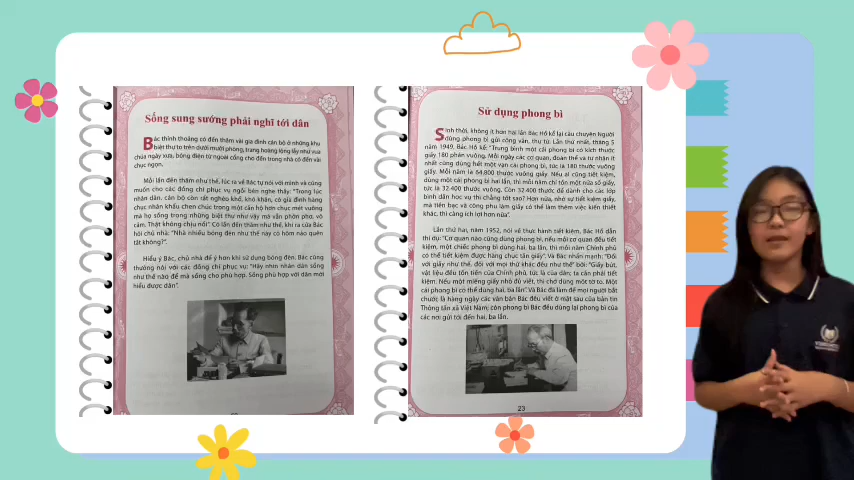 Sống sung sướng phải nghĩ tới dân
Bác thỉnh thoảng có đến thăm vài gia đình cán bộ ở những khu
biệt thự to trên dưới mười phòng, trang hoàng lộng lẫy như vua
chúa ngày xưa, bóng điện từ ngoài cổng cho đến trong nhà có đến vài
chục ngọn.
Mỗi lần đến thăm như thế, lúc ra về Bác tự nói với mình và cũng
muốn cho các đồng chí phục vụ ngồi bên nghe thấy: "Trong lúc
nhân dân, cán bộ còn rất nghèo khổ, khó khăn, có gia đình hàng
chục nhân khẩu chen chúc trong một căn hộ hơn chục mét vuông
mà họ sống trong những biệt thự như vậy mà vẫn phởn phơ, vô
cảm. Thật không chịu nổi". Có lần đến thăm như thế, khi ra cửa Bác
hỏi chủ nhà: "Nhà nhiều bóng đèn như thế này có hôm nào quên
tắt không?".
Hiểu ý Bác, chủ nhà để ý hơn khi sử dụng bóng đèn. Bác cũng
thường nói với các đồng chí phục vụ: "Hãy nhìn nhân dân sống
như thế nào để mà sống cho phù hợp. Sống phù hợp với dân mới
hiểu được dân".
Sử dụng phong bì
Sinh thời, không ít hơn hai lần Bác Hồ kể lại câu chuyện Người
dùng phong bì gửi công văn, thư từ. Lần thứ nhất, tháng 5
năm 1949, Bác Hồ kể: "Trung bình một cái phong bì có kích thước
giấy 180 phân vuông. Mỗi ngày các cơ quan, đoàn thể và tư nhân ít
nhất cũng dùng hết một vạn cái phong bì, tức là 180 thước vuông
giấy. Mỗi năm là 64.800 thước vuông giấy. Nếu ai cũng tiết kiệm,
dùng một cái phong bì hai lần, thì mỗi năm chỉ tốn một nửa số giấy,
tức là 32.400 thước vuông. Còn 32.400 thước để dành cho các lớp
bình dân học vụ thì chẳng tốt sao? Hơn nữa, nhờ sự tiết kiệm giấy,
mà tiền bạc và công phu làm giấy có thể làm thêm việc kiến thiết
khác, thì càng ích lợi hơn nữa".
Lần thứ hai, năm 1952, nói về thực hành tiết kiệm, Bác Hồ dẫn
thí dụ: "Cơ quan nào cũng dùng phong bì, nếu mỗi cơ quan đều tiết
kiệm, một chiếc phong bì dùng hai, ba lần, thì mỗi năm Chính phủ
có thể tiết kiệm được hàng chục tấn giấy". Và Bác nhấn mạnh: "Đối
với giấy như thế, đối với mọi thứ khác đều như thế" bởi: "Giấy bút,
vật liệu đều tốn tiền của Chính phủ, tức là của dân; ta cần phải tiết
kiệm. Nếu một miếng giấy nhỏ đủ viết, thì chớ dùng một tờ to. Một
cái phong bì có thể dùng hai, ba lần". Và Bác đã làm để mọi người bắt
chước là hàng ngày các văn bản Bác đều viết ở mặt sau của bản tin
Thông tấn xã Việt Nam; còn phong bì Bác đều dùng lại phong bì của
các nơi gửi tới đến hai, ba lần.
23